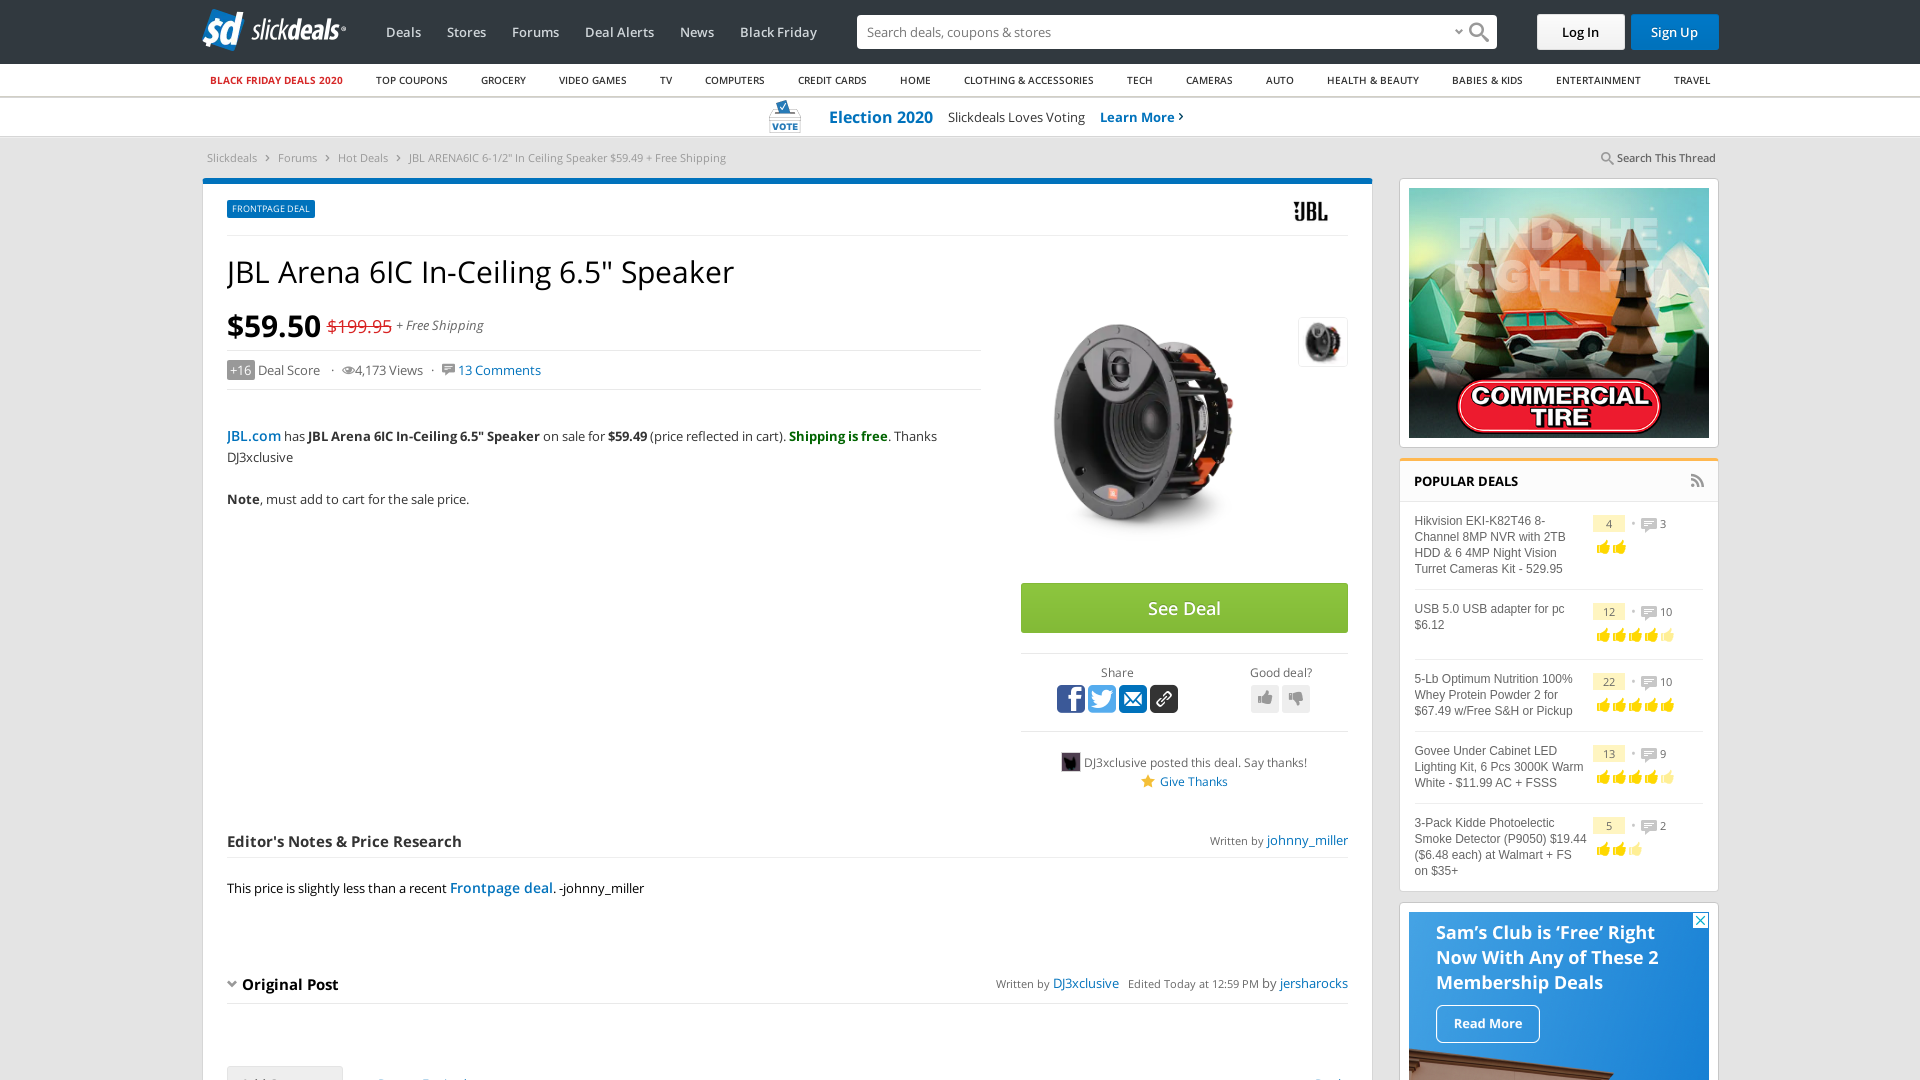 sd slickdeals
Deals Stores Forums Deal Alerts News Black Friday
Search deals, coupons & stores
Log In Sign Up
BLACK FRIDAY DEALS 2020 TOP COUPONS GROCERY VIDEO GAMES TV COMPUTERS CREDIT CARDS HOME CLOTHING & ACCESSORIES TECH CAMERAS AUTO HEALTH & BEAUTY BABIES & KIDS ENTERTAINMENT TRAVEL
VOTE Election 2020 Slickdeals Loves Voting Learn More
Slickdeals Forums Hot Deals JBL ARENA6IC 6-1/2" In Ceiling Speaker $59.49 + Free Shipping
Search This Thread
FRONTPAGE DEAL
JBL
JBL Arena 6IC In-Ceiling 6.5" Speaker
$59.50 $199.95 + Free Shipping
+16 Deal Score · 4,173 Views · 13 Comments
JBL.com has JBL Arena 6IC In-Ceiling 6.5" Speaker on sale for $59.49 (price reflected in cart). Shipping is free. Thanks
DJ3xclusive
Note, must add to cart for the sale price.
See Deal
Share
Good deal?
DJ3xclusive posted this deal. Say thanks!
Give Thanks
Editor's Notes & Price Research
Written by johnny_miller
This price is slightly less than a recent Frontpage deal. -johnny_miller
Original Post
Written by DJ3xclusive Edited Today at 12:59 PM by jersharocks
FIND THE
RIGHT FIT
COMMERCIAL
TIRE
POPULAR DEALS
Hikvision EKI-K82T46 8-
Channel 8MP NVR with 2TB
HDD & 6 4MP Night Vision
Turret Cameras Kit - 529.95
4 • 3
USB 5.0 USB adapter for pc
$6.12
12 • 10
5-Lb Optimum Nutrition 100%
Whey Protein Powder 2 for
$67.49 w/Free S&H or Pickup
22 • 10
Govee Under Cabinet LED
Lighting Kit, 6 Pcs 3000K Warm
White - $11.99 AC + FSSS
13 • 9
3-Pack Kidde Photoelectic
Smoke Detector (P9050) $19.44
($6.48 each) at Walmart + FS
on $35+
5 • 2
Sam's Club is 'Free' Right
Now With Any of These 2
Membership Deals
Read More